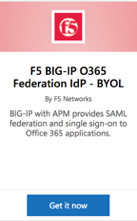 F5 BIG-IP O365
Federation IdP - BYOL
By F5 Networks
BIG-IP with APM provides SAML
federation and single sign-on to
Office 365 applications.
Get it now